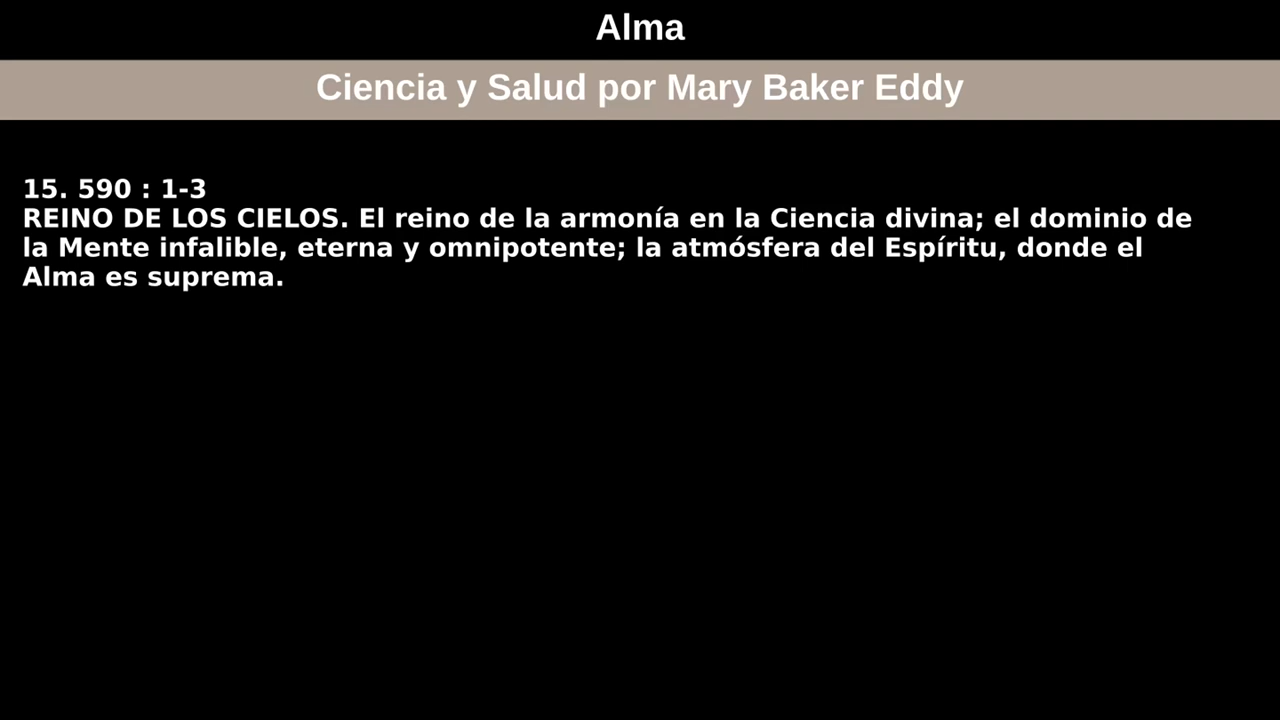 Alma
Ciencia y Salud por Mary Baker Eddy
15. 590 : 1-3
REINO DE LOS CIELOS. El reino de la armonía en la Ciencia divina; el dominio de
la Mente infalible, eterna y omnipotente; la atmósfera del Espíritu, donde el
Alma es suprema.